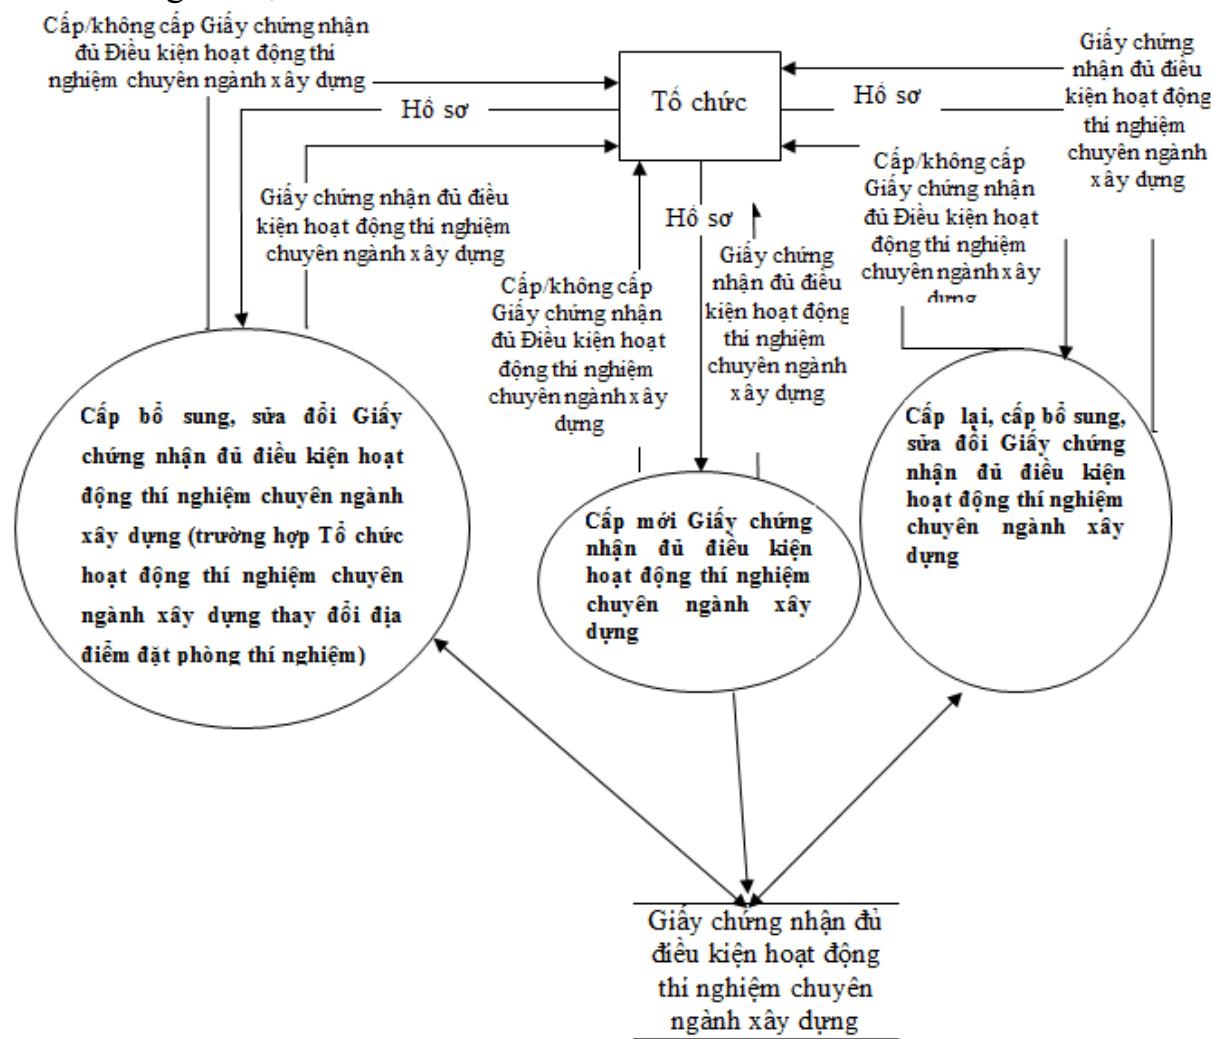 Cấp/không cấp Giấy chứng nhận
đủ Điều kiện hoạt động thí
nghiệm chuyên ngành xây dựng
Hồ sơ
Giấy chứng nhận đủ điều
kiện hoạt động thí nghiệm
chuyên ngành xây dựng
Tổ chức
Hồ sơ
Giấy chứng
nhận đủ điều
kiện hoạt động
thí nghiệm
chuyên ngành
xây dựng
Cấp/không cấp
Giấy chứng nhận
đủ Điều kiện hoạt
động thí nghiệm
chuyên ngành xây
dựng
Hồ sơ
Giấy chứng
nhận đủ điều
kiện hoạt động
thí nghiệm
chuyên ngành
xây dựng
Cấp/không cấp
Giấy chứng nhận
đủ Điều kiện hoạt
động thí nghiệm
chuyên ngành xây
dựng
Cấp bổ sung, sửa đổi Giấy
chứng nhận đủ điều kiện hoạt
động thí nghiệm chuyên ngành
xây dựng (trường hợp Tổ chức
hoạt động thí nghiệm chuyên
ngành xây dựng thay đổi địa
điểm đặt phòng thí nghiệm)
Cấp mới Giấy chứng
nhận đủ điều kiện
hoạt động thí nghiệm
chuyên ngành xây
dựng
Cấp lại, cấp bổ sung,
sửa đổi Giấy chứng
nhận đủ điều kiện
hoạt động thí nghiệm
chuyên ngành xây
dựng
Giấy chứng nhận đủ
điều kiện hoạt động
thí nghiệm chuyên
ngành xây dựng